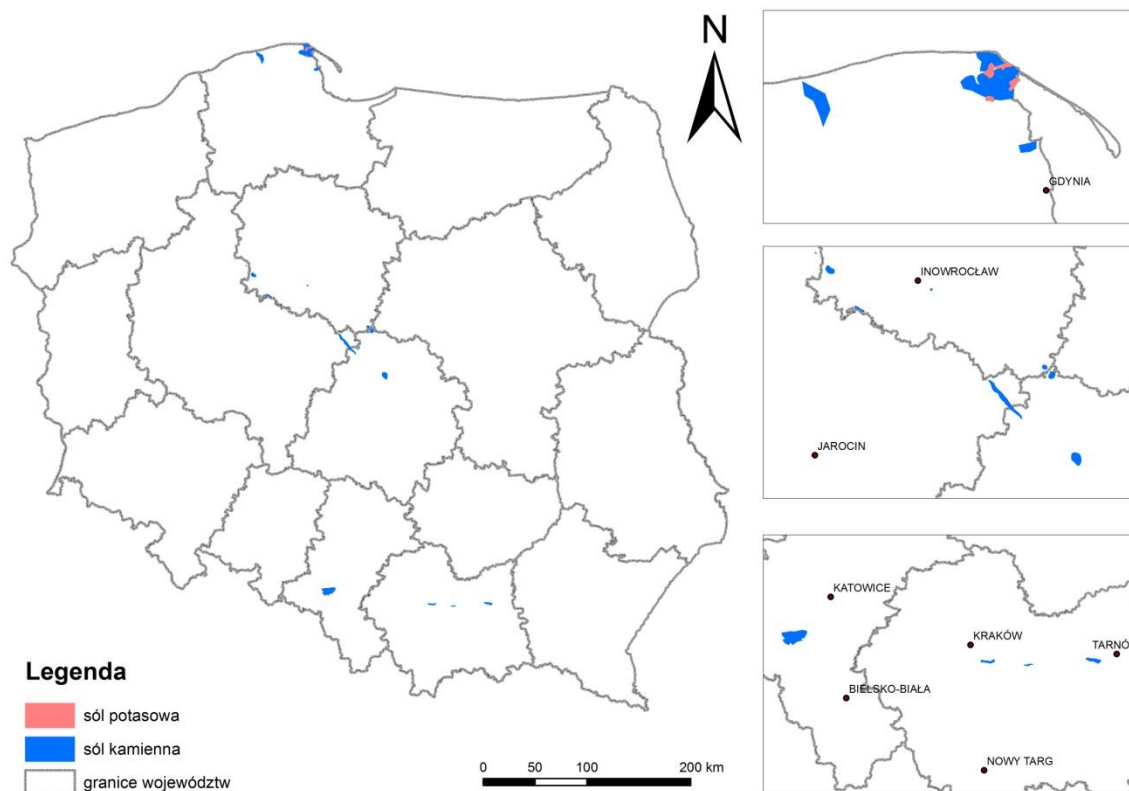 N
GDYNIA
INOWROCŁAW
JAROCIN
KATOWICE
KRAKÓW
TARNÓ
BIELSKO-BIAŁA
NOWY TARG
Legenda
sól potasowa
sól kamienna
granice województw
0 50 100 200 km